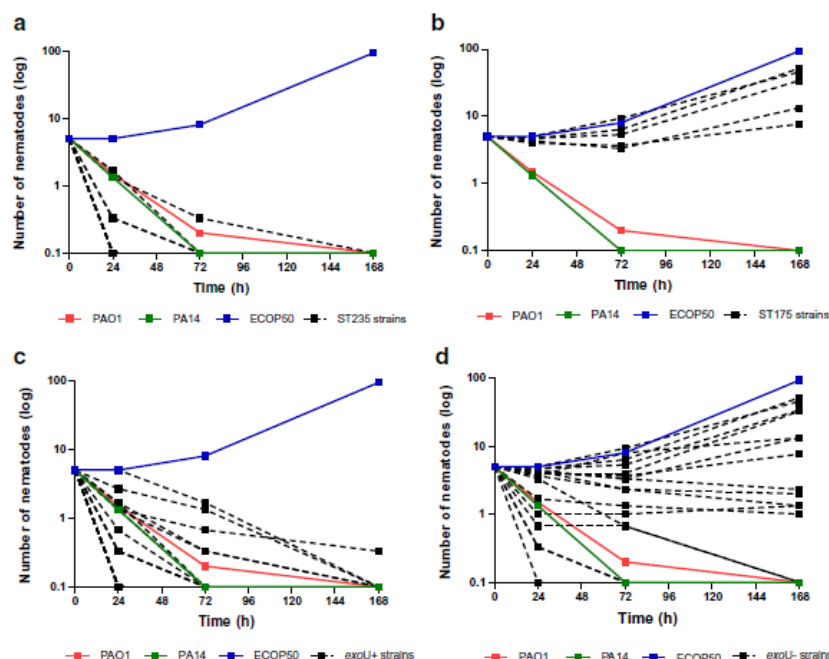 a
b
Number of nematodes (log)
100
10
1
0.1
0 24 48 72 96 120 144 168
Time (h)
PAO1 PA14 ECOP50 ST235 strains
Number of nematodes (log)
100
10
1
0.1
0 24 48 72 96 120 144 168
Time (h)
PAO1 PA14 ECOP50 ST175 strains
c
d
Number of nematodes (log)
100
10
1
0.1
0 24 48 72 96 120 144 168
Time (h)
PAO1 PA14 ECOP50 exoU+ strains
Number of nematodes (log)
100
10
1
0.1
0 24 48 72 96 120 144 168
Time (h)
PAO1 PA14 ECOP50 exoU- strains